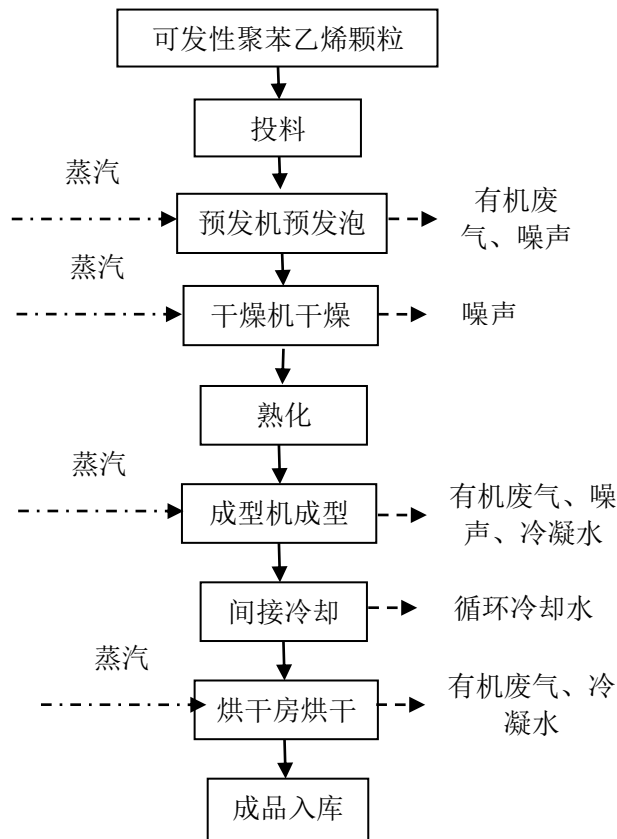 可发性聚苯乙烯颗粒
投料
蒸汽
预发机预发泡
有机废
气、噪声
蒸汽
干燥机干燥
噪声
熟化
蒸汽
成型机成型
有机废气、噪
声、冷凝水
间接冷却
循环冷却水
蒸汽
烘干房烘干
有机废气、冷
凝水
成品入库